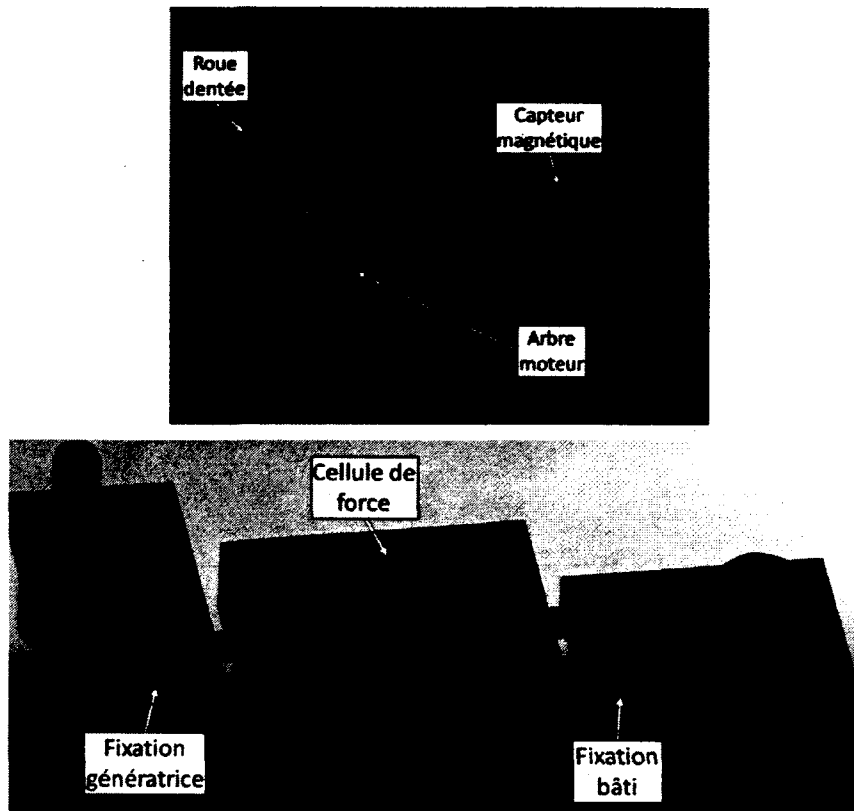 Roue
dentée
Capteur
magnétique
Arbre
moteur
Cellule de
force
Fixation
génératrice
Fixation
bâti